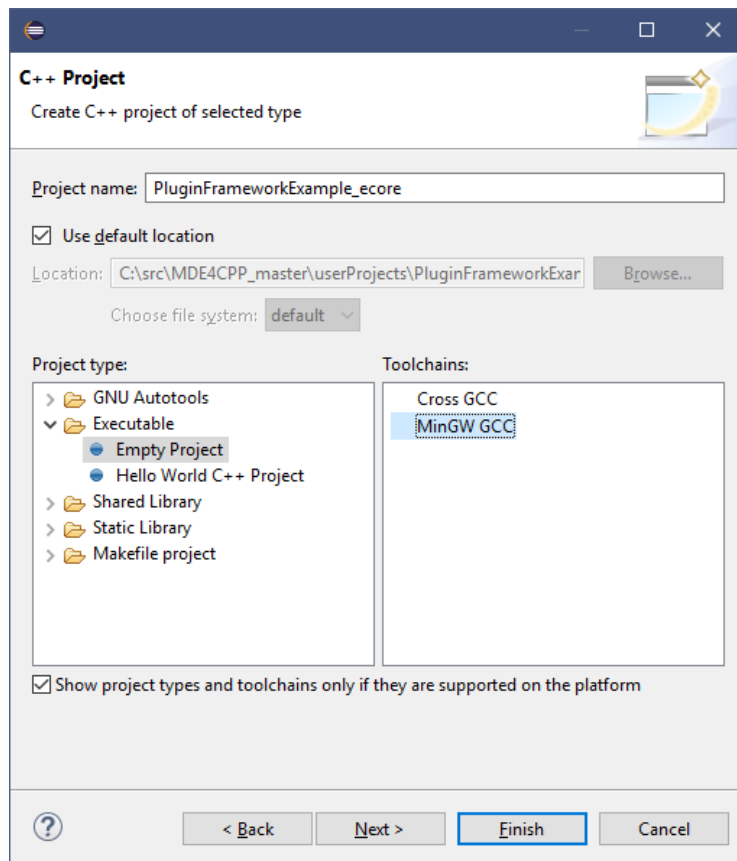 C++ Project
Create C++ project of selected type
Project name: PluginFrameworkExample_ecore
Use default location
Location: C:\src\MDE4CPP_master\userProjects\PluginFrameworkExar Browse...
Choose file system: default
Project type:
GNU Autotools
Executable
Empty Project
Hello World C++ Project
Shared Library
Static Library
Makefile project
Toolchains:
Cross GCC
MinGW GCC
Show project types and toolchains only if they are supported on the platform
? < Back Next > Finish Cancel